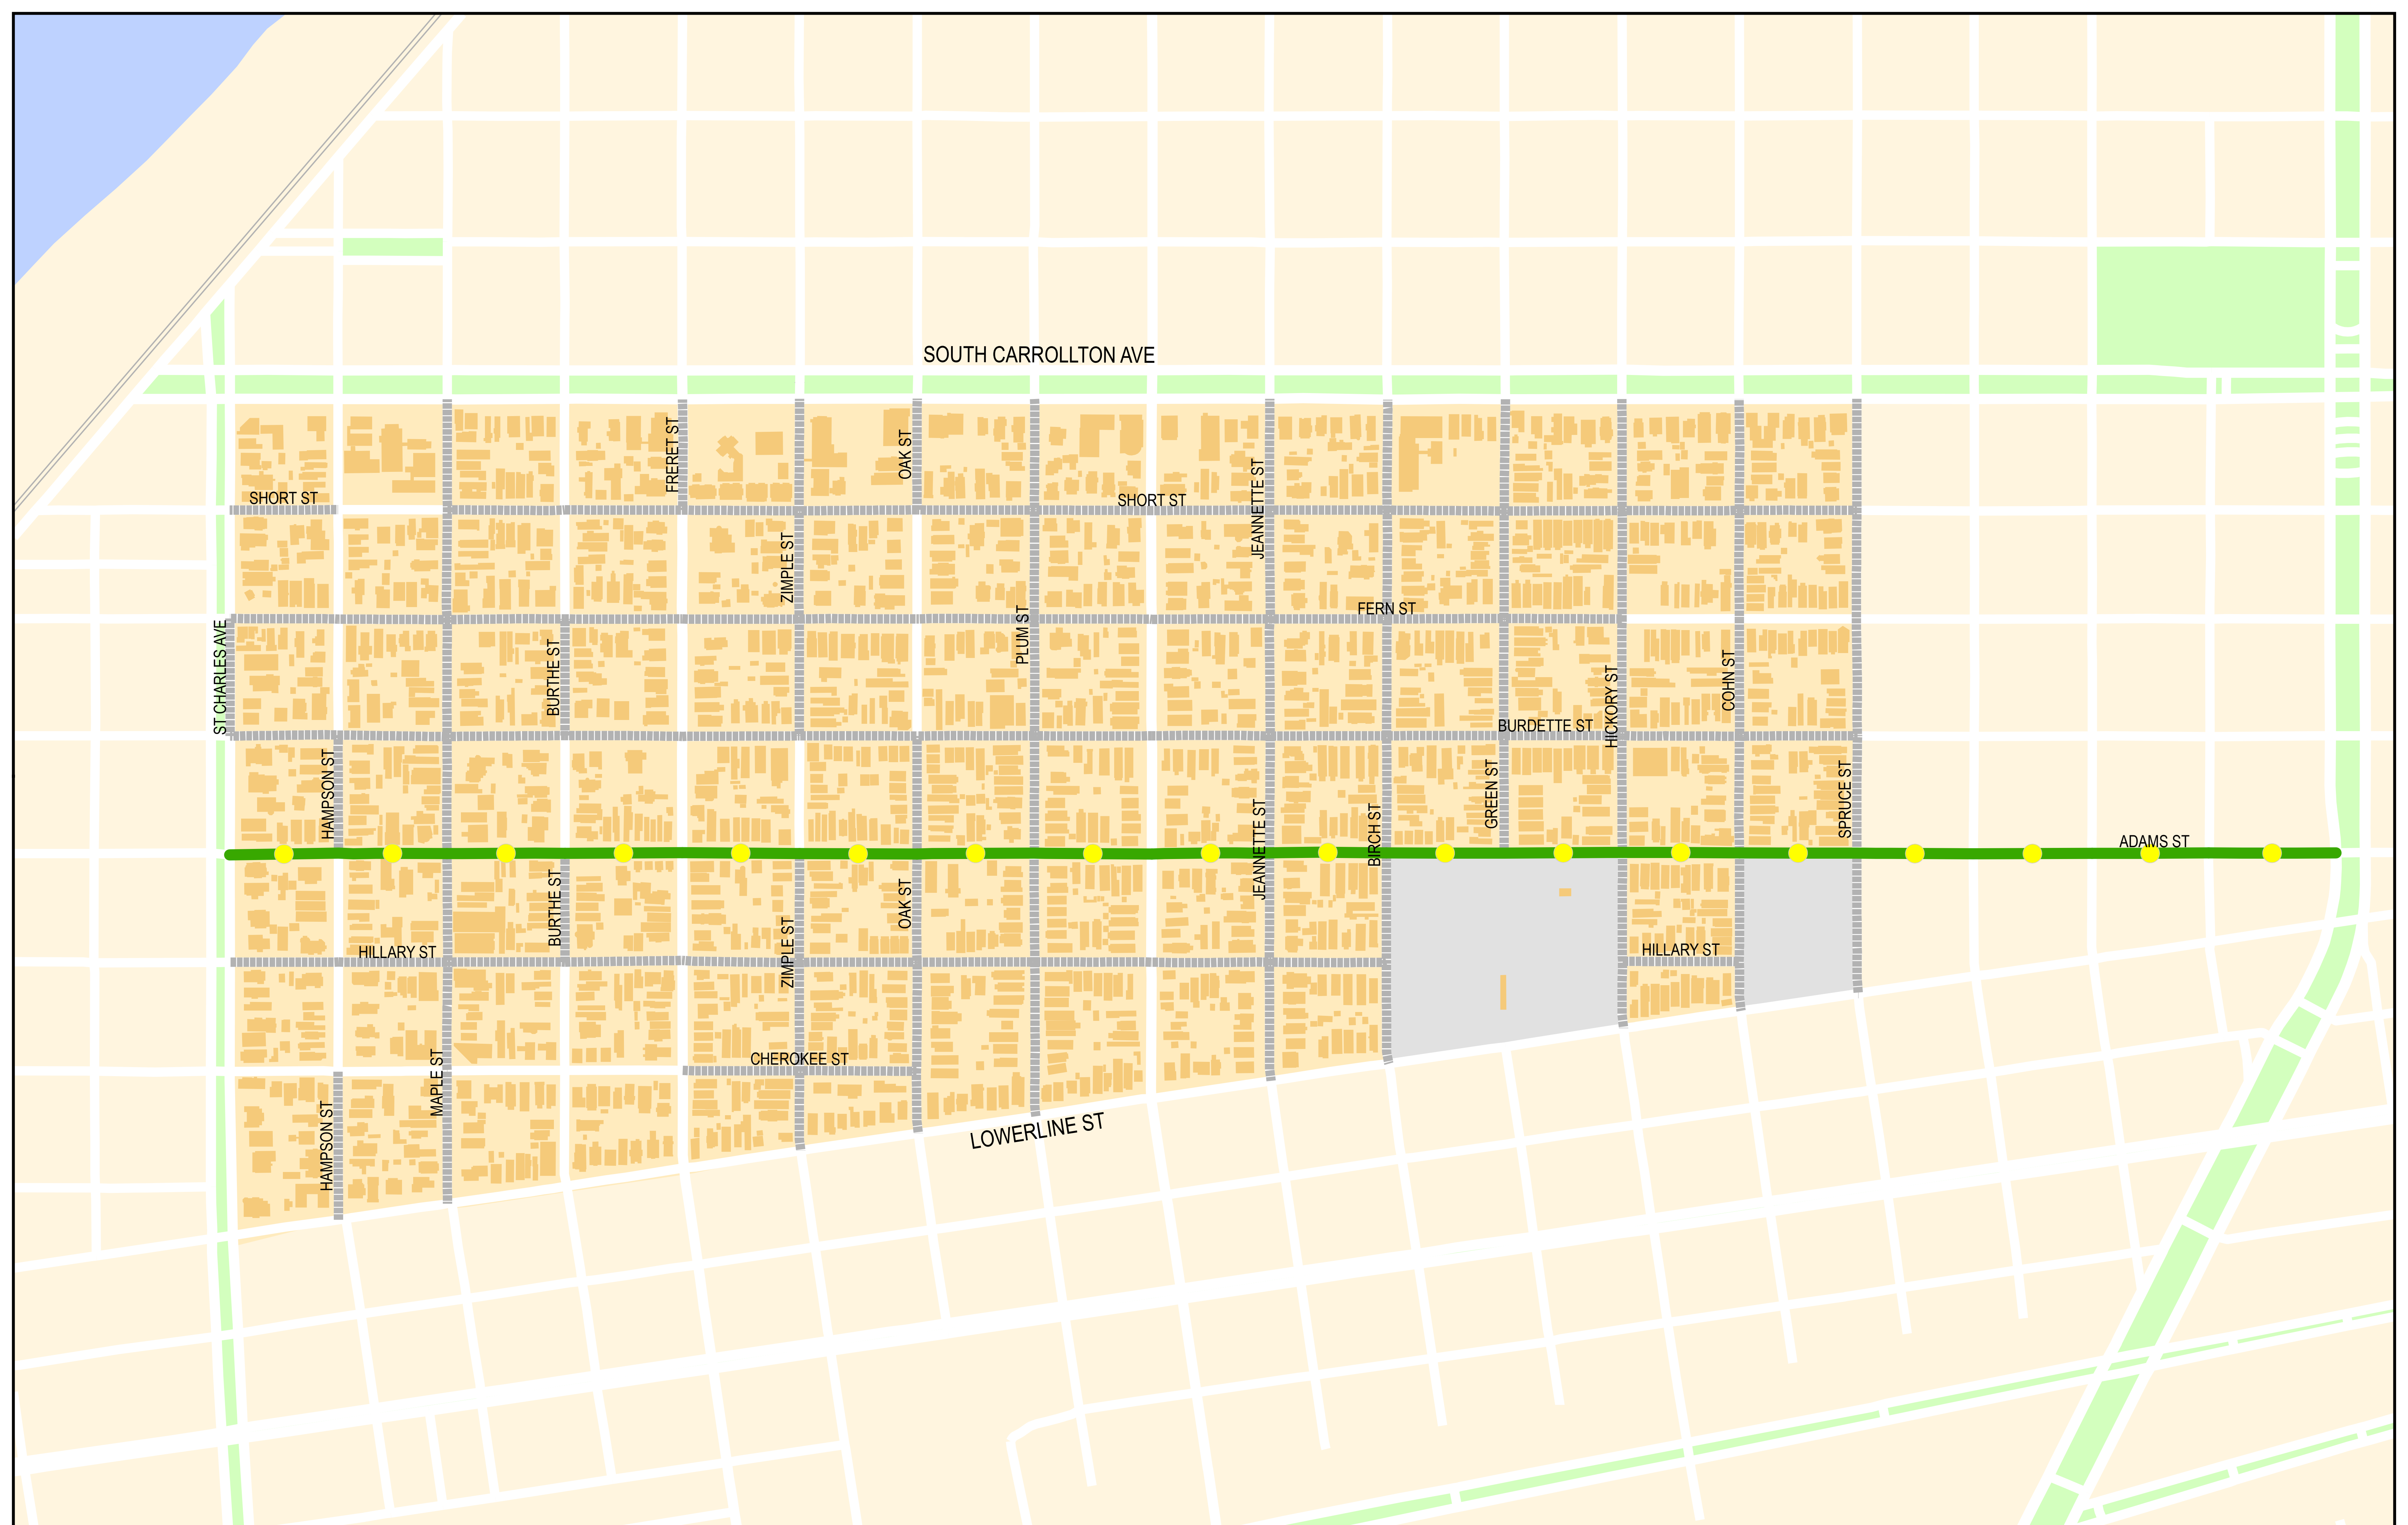 SOUTH CARROLLTON AVE
FRERET ST
OAK ST
SHORT ST
SHORT ST
JEANNETTE ST
ZIMPLE ST
FERN ST
PLUM ST
ST CHARLES AVE
BURTHE ST
HICKORY ST
COHN ST
BURDETTE ST
HAMPSON ST
GREEN ST
SPRUCE ST
JEANNETTE ST
BIRCH ST
ADAMS ST
BURTHE ST
OAK ST
HILLARY ST
ZIMPLE ST
HILLARY ST
CHEROKEE ST
MAPLE ST
HAMPSON ST
LOWERLINE ST